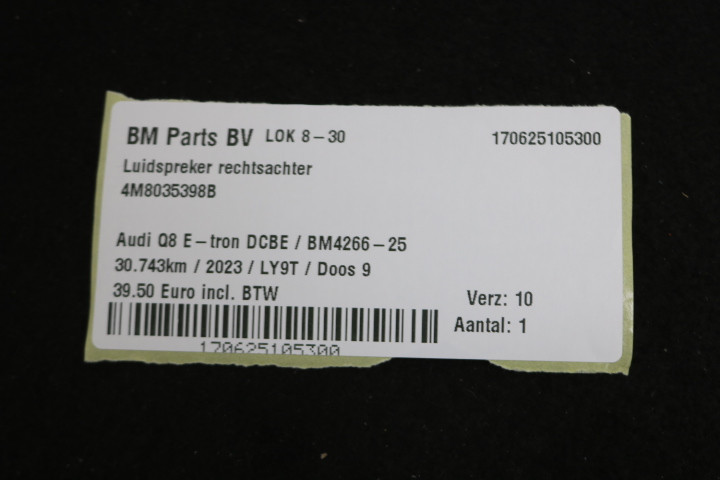 BM Parts BV LOK 8-30 170625105300
Luidspreker rechtsachter
4M8035398B
Audi Q8 E-tron DCBE / BM4266-25
30.743km / 2023 / LY9T / Doos 9
39.50 Euro incl. BTW
Verz: 10
Aantal: 1
170625105300